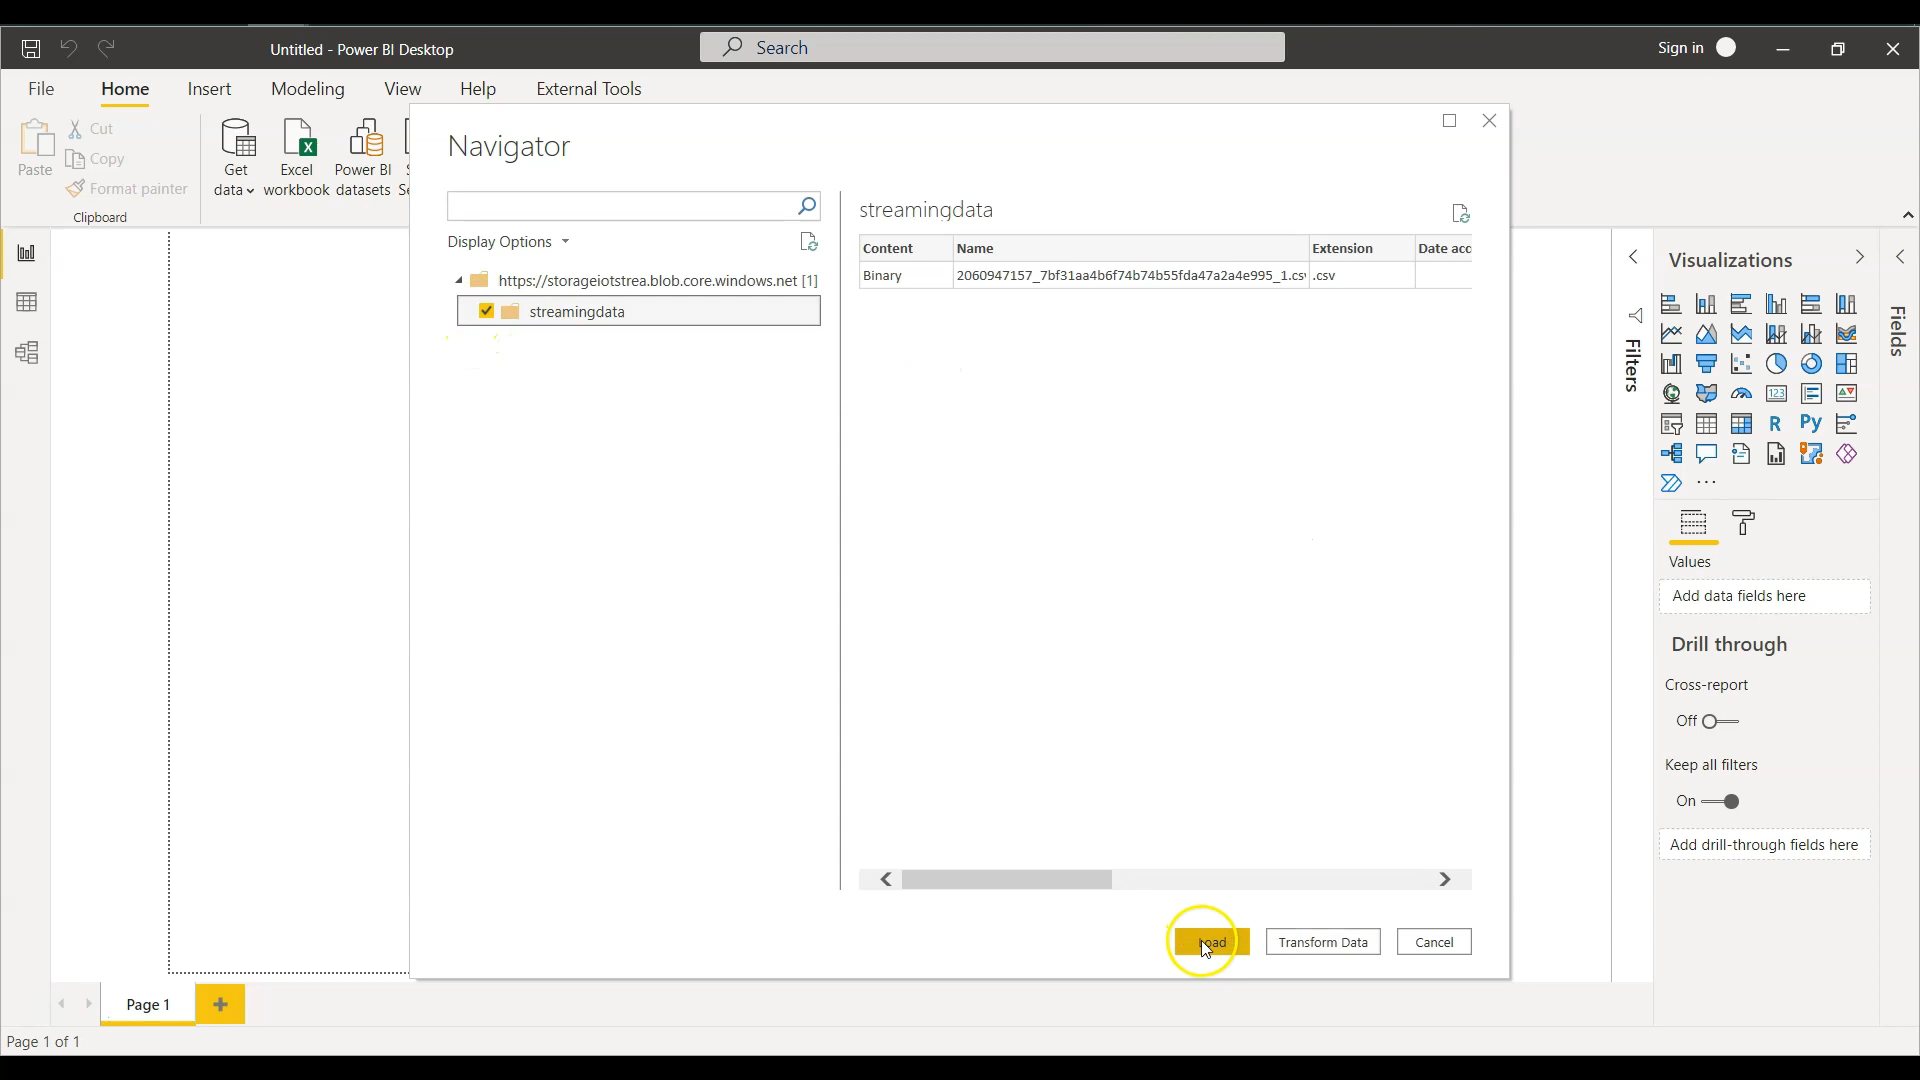 Untitled - Power BI Desktop
Search
Sign in
File
Home
Insert
Modeling
View
Help
External Tools
Paste
Cut
Copy
Format painter
Clipboard
Get
data
Excel
workbook
Power BI
datasets
Navigator
Display Options
https://storageiotstrea.blob.core.windows.net [1]
streamingdata
streamingdata
Content Name Extension Date acc
Binary 2060947157_7bf31aa4b6f74b74b55fda47a2a4e995_1.csv .csv
Load
Transform Data
Cancel
Filters
Visualizations
Fields
123
R
Py
Values
Add data fields here
Drill through
Cross-report
Off
Keep all filters
On
Add drill-through fields here
Page 1
Page 1 of 1